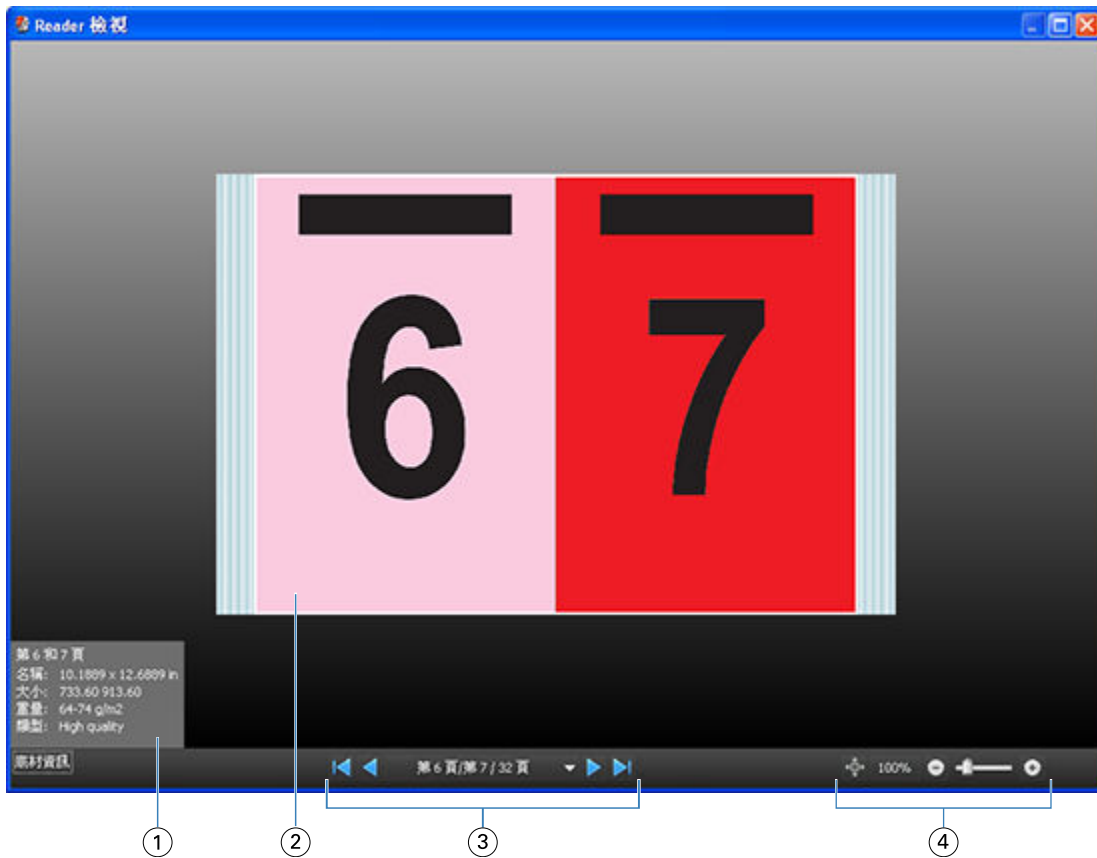 Reader 檢視
6
7
第 6 和 7 頁
名稱: 10.1889 x 12.6889 in
大小: 733.60 913.60
重量: 64-74 g/m2
類型: High quality
紙材資訊
第 6 頁/第 7 / 32 頁
100%
1
2
3
4